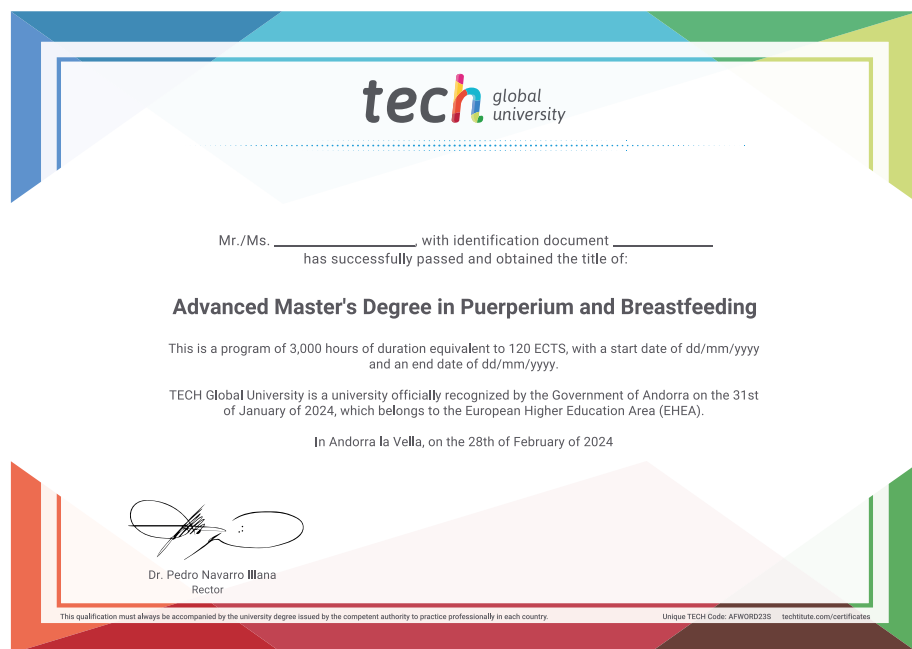 tech global university
Mr./Ms. ____________________, with identification document ______________
has successfully passed and obtained the title of:
Advanced Master's Degree in Puerperium and Breastfeeding
This is a program of 3,000 hours of duration equivalent to 120 ECTS, with a start date of dd/mm/yyyy
and an end date of dd/mm/yyyy.
TECH Global University is a university officially recognized by the Government of Andorra on the 31st
of January of 2024, which belongs to the European Higher Education Area (EHEA).
In Andorra la Vella, on the 28th of February of 2024
Dr. Pedro Navarro Illana
Rector
This qualification must always be accompanied by the university degree issued by the competent authority to practice professionally in each country.
Unique TECH Code: AFWORD23S techtitute.com/certificates